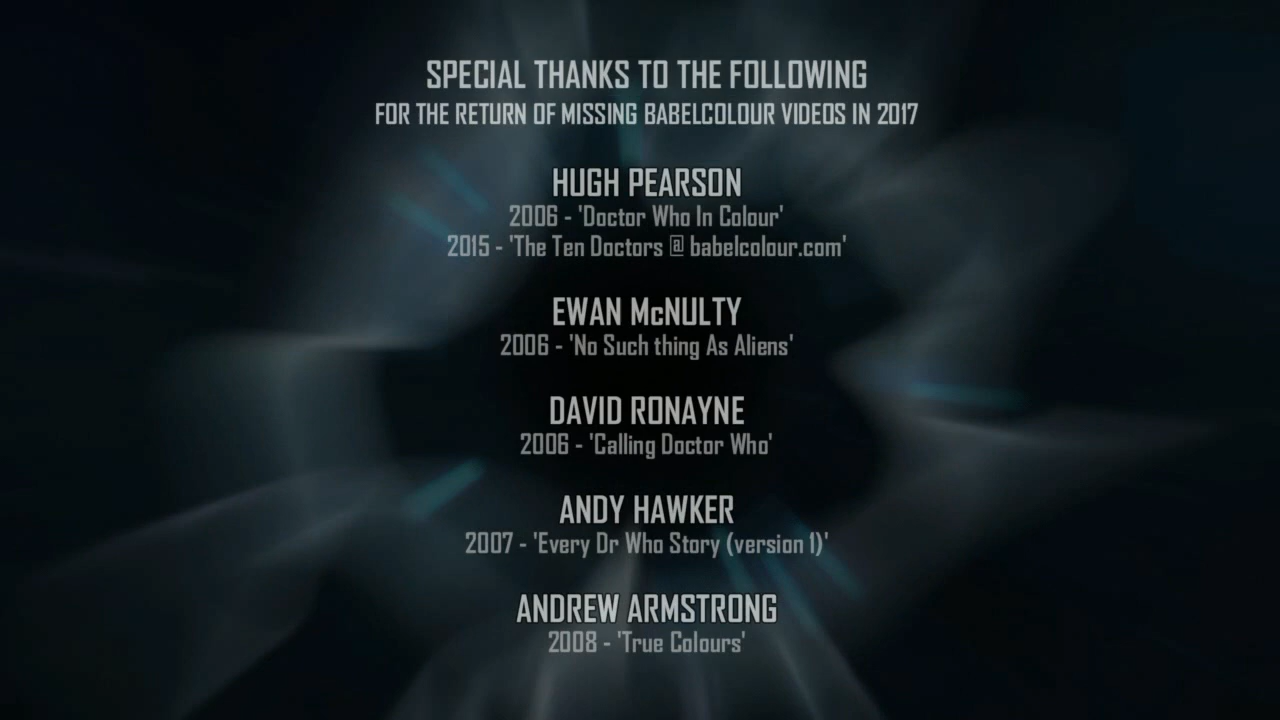 SPECIAL THANKS TO THE FOLLOWING
FOR THE RETURN OF MISSING BABELCOLOUR VIDEOS IN 2017
HUGH PEARSON
2006 - 'Doctor Who In Colour'
2015 - 'The Ten Doctors @ babelcolour.com'
EWAN McNULTY
2006 - 'No Such thing As Aliens'
DAVID RONAYNE
2006 - 'Calling Doctor Who'
ANDY HAWKER
2007 - 'Every Dr Who Story (version 1)'
ANDREW ARMSTRONG
2008 - 'True Colours'